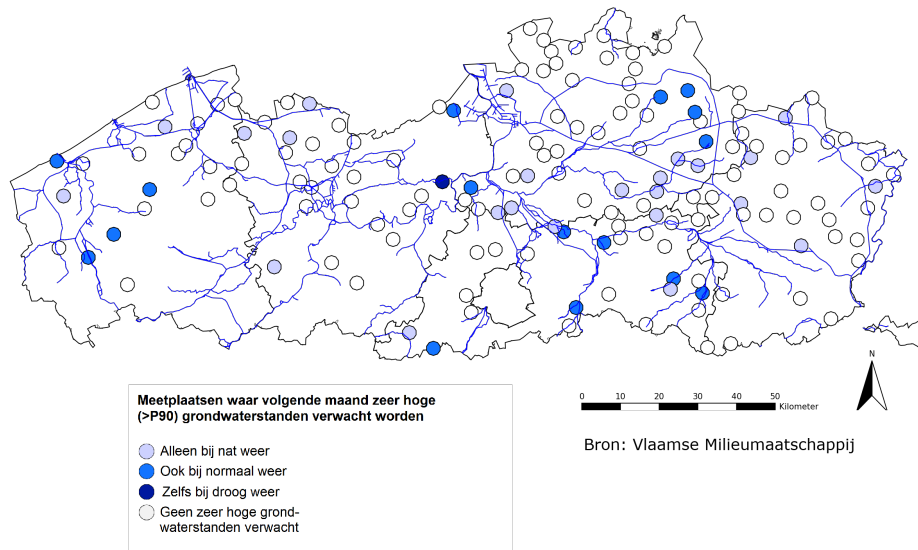 N
0 10 20 30 40 50
Kilometer
Bron: Vlaamse Milieumaatschappij
Meetplaatsen waar volgende maand zeer hoge
(>P90) grondwaterstanden verwacht worden
Alleen bij nat weer
Ook bij normaal weer
Zelfs bij droog weer
Geen zeer hoge grond-
waterstanden verwacht